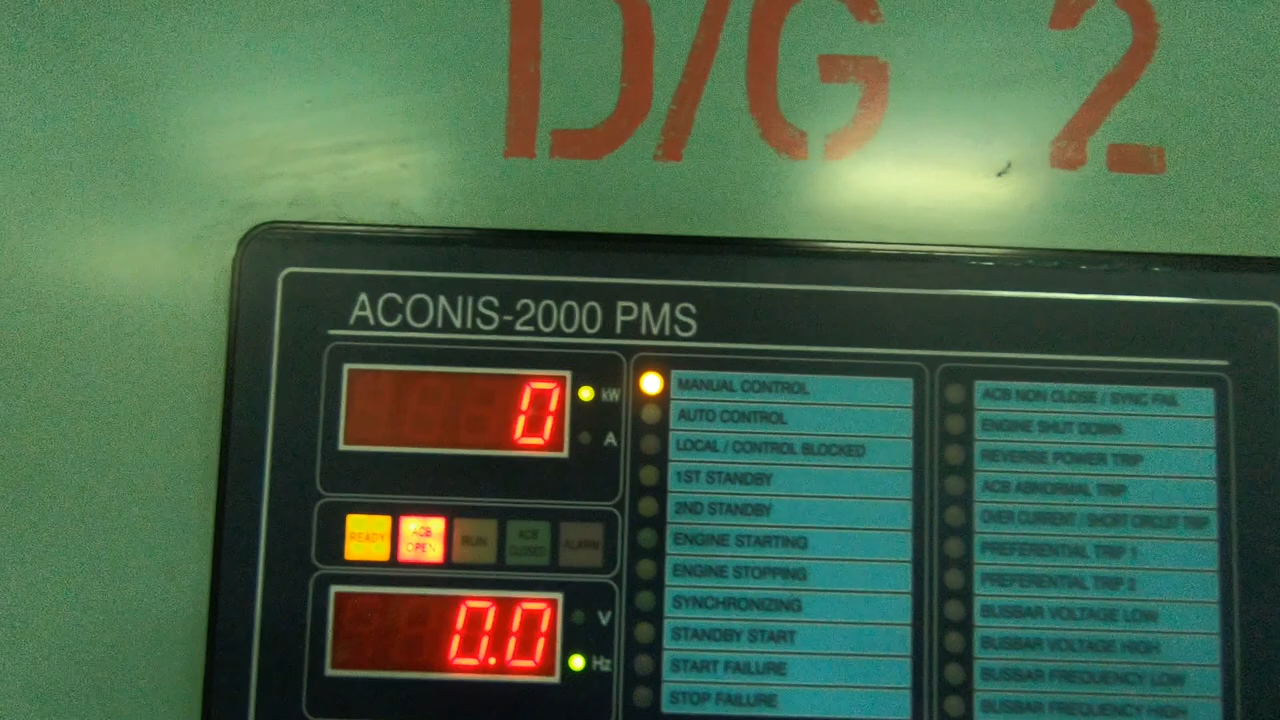 D/G 2
ACONIS-2000 PMS
0
kW
A
READY
ACB OPEN
RUN
ACB CLOSED
ALARM
0.0
V
Hz
MANUAL CONTROL
AUTO CONTROL
LOCAL / CONTROL BLOCKED
1ST STANDBY
2ND STANDBY
ENGINE STARTING
ENGINE STOPPING
SYNCHRONIZING
STANDBY START
START FAILURE
STOP FAILURE
ACB NON CLOSE / SYNC FAIL
ENGINE SHUT DOWN
REVERSE POWER TRIP
ACB ABNORMAL TRIP
OVER CURRENT / SHORT CIRCUIT TRIP
PREFERENTIAL TRIP 1
PREFERENTIAL TRIP 2
BUSBAR VOLTAGE LOW
BUSBAR VOLTAGE HIGH
BUSBAR FREQUENCY LOW
BUSBAR FREQUENCY HIGH